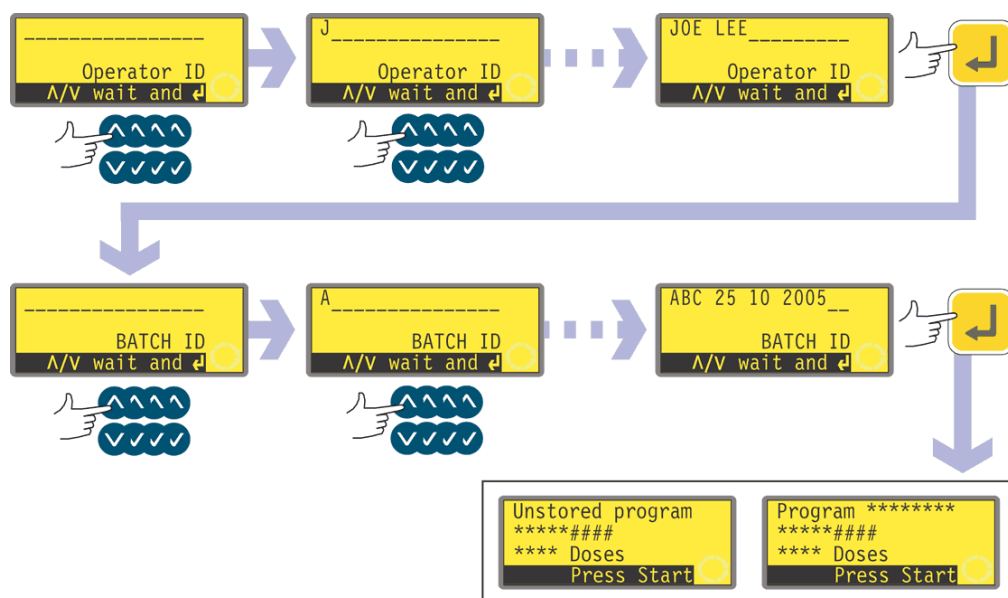 ________________
Operator ID
∧/∨ wait and ↲
J_______________
Operator ID
∧/∨ wait and ↲
JOE LEE_________
Operator ID
∧/∨ wait and ↲
________________
BATCH ID
∧/∨ wait and ↲
A_______________
BATCH ID
∧/∨ wait and ↲
ABC 25 10 2005__
BATCH ID
∧/∨ wait and ↲
Unstored program
*****####
**** Doses
Press Start
Program ********
*****####
**** Doses
Press Start